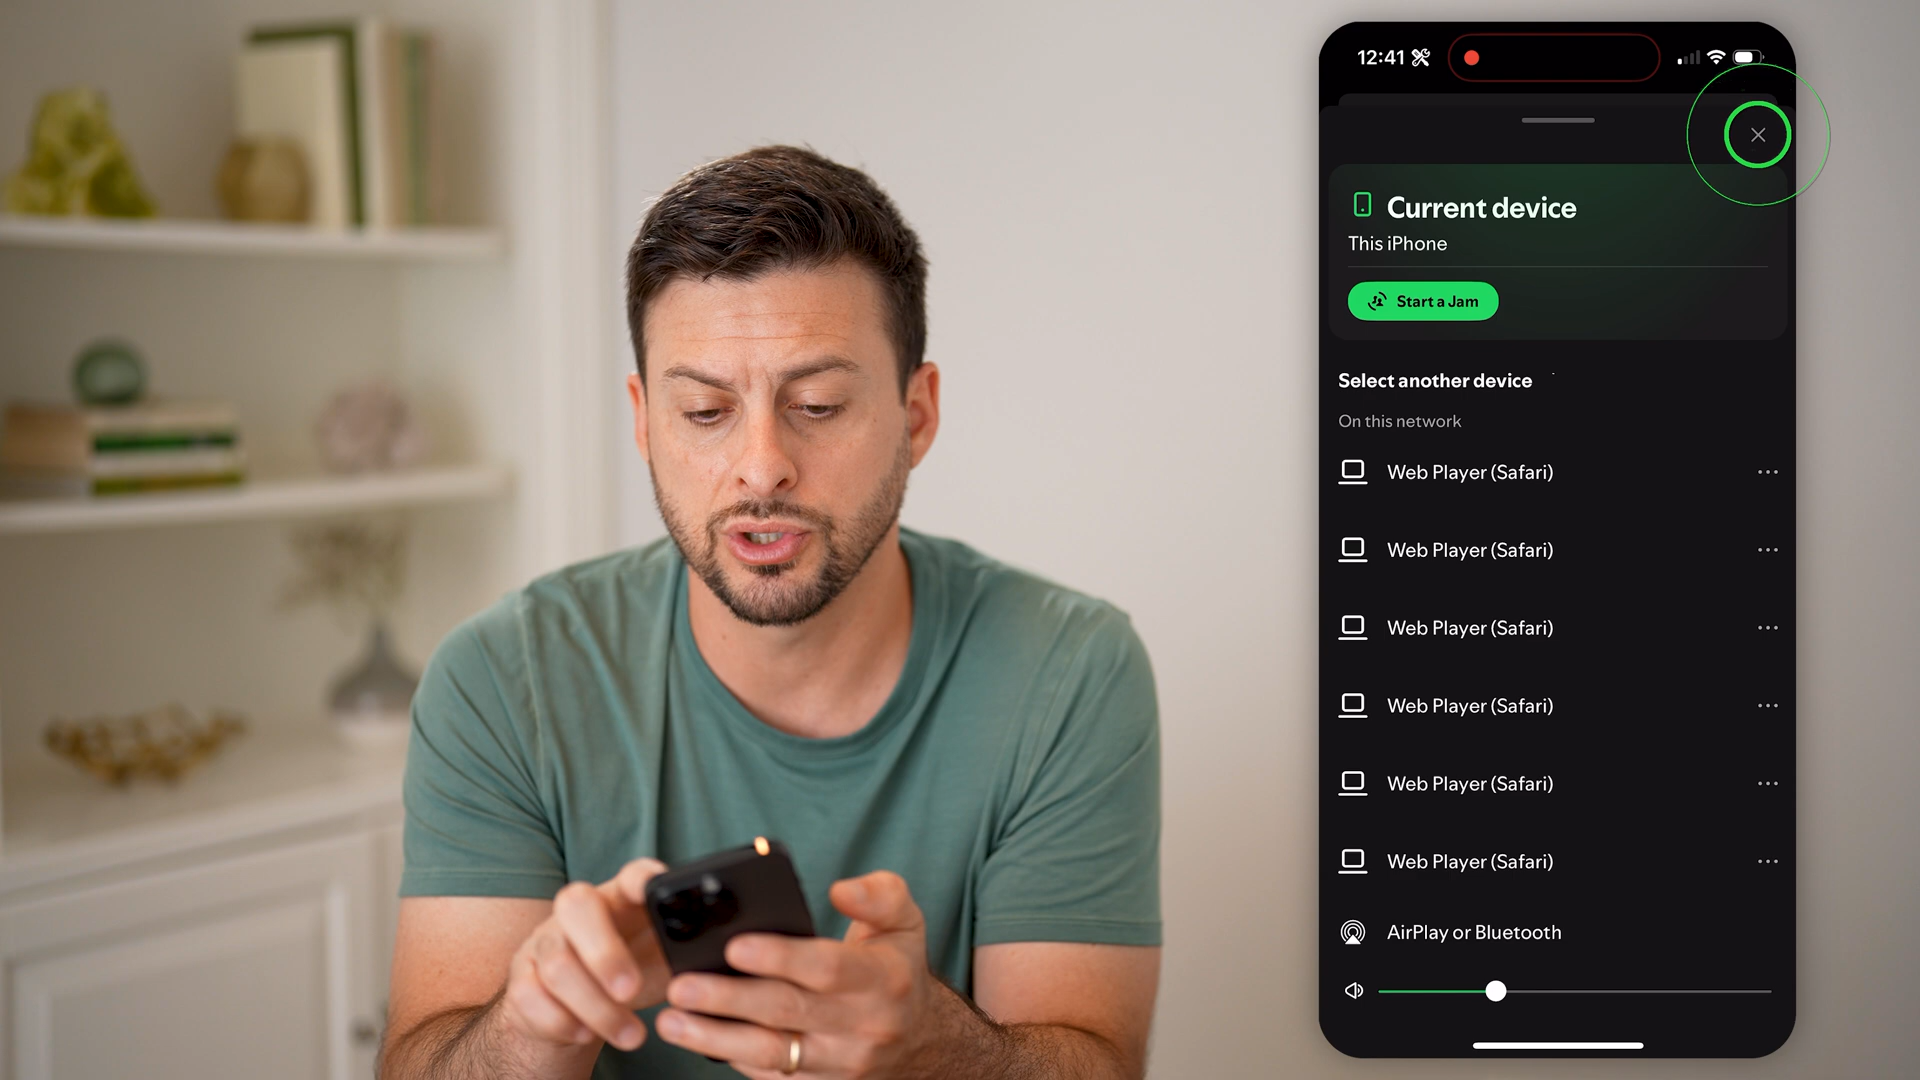 12:41
Current device
This iPhone
Start a Jam
Select another device
On this network
Web Player (Safari)
Web Player (Safari)
Web Player (Safari)
Web Player (Safari)
Web Player (Safari)
Web Player (Safari)
AirPlay or Bluetooth